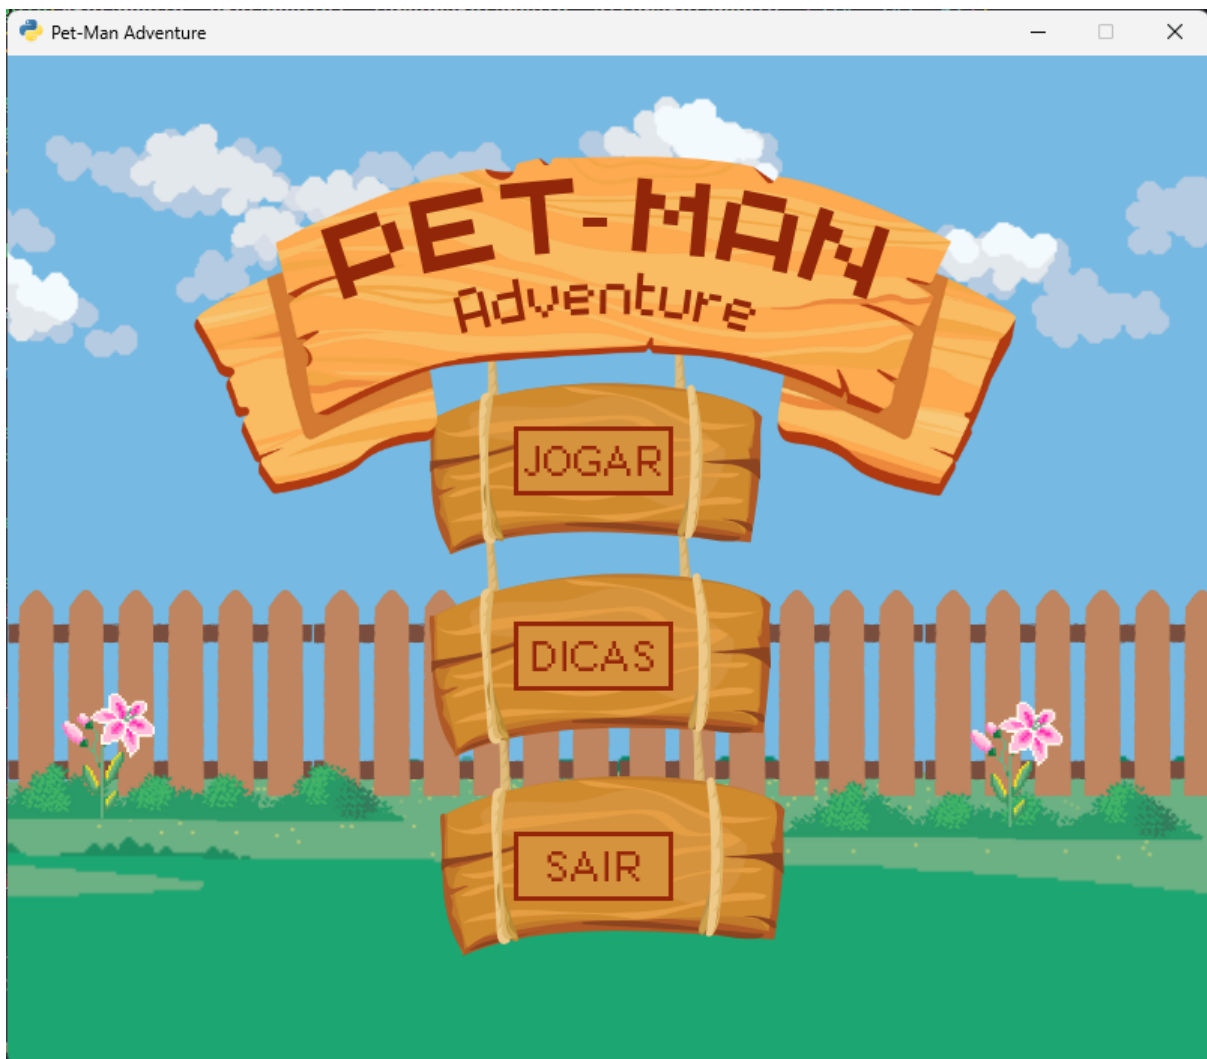 Pet-Man Adventure
PET-MAN
Adventure
JOGAR
DICAS
SAIR